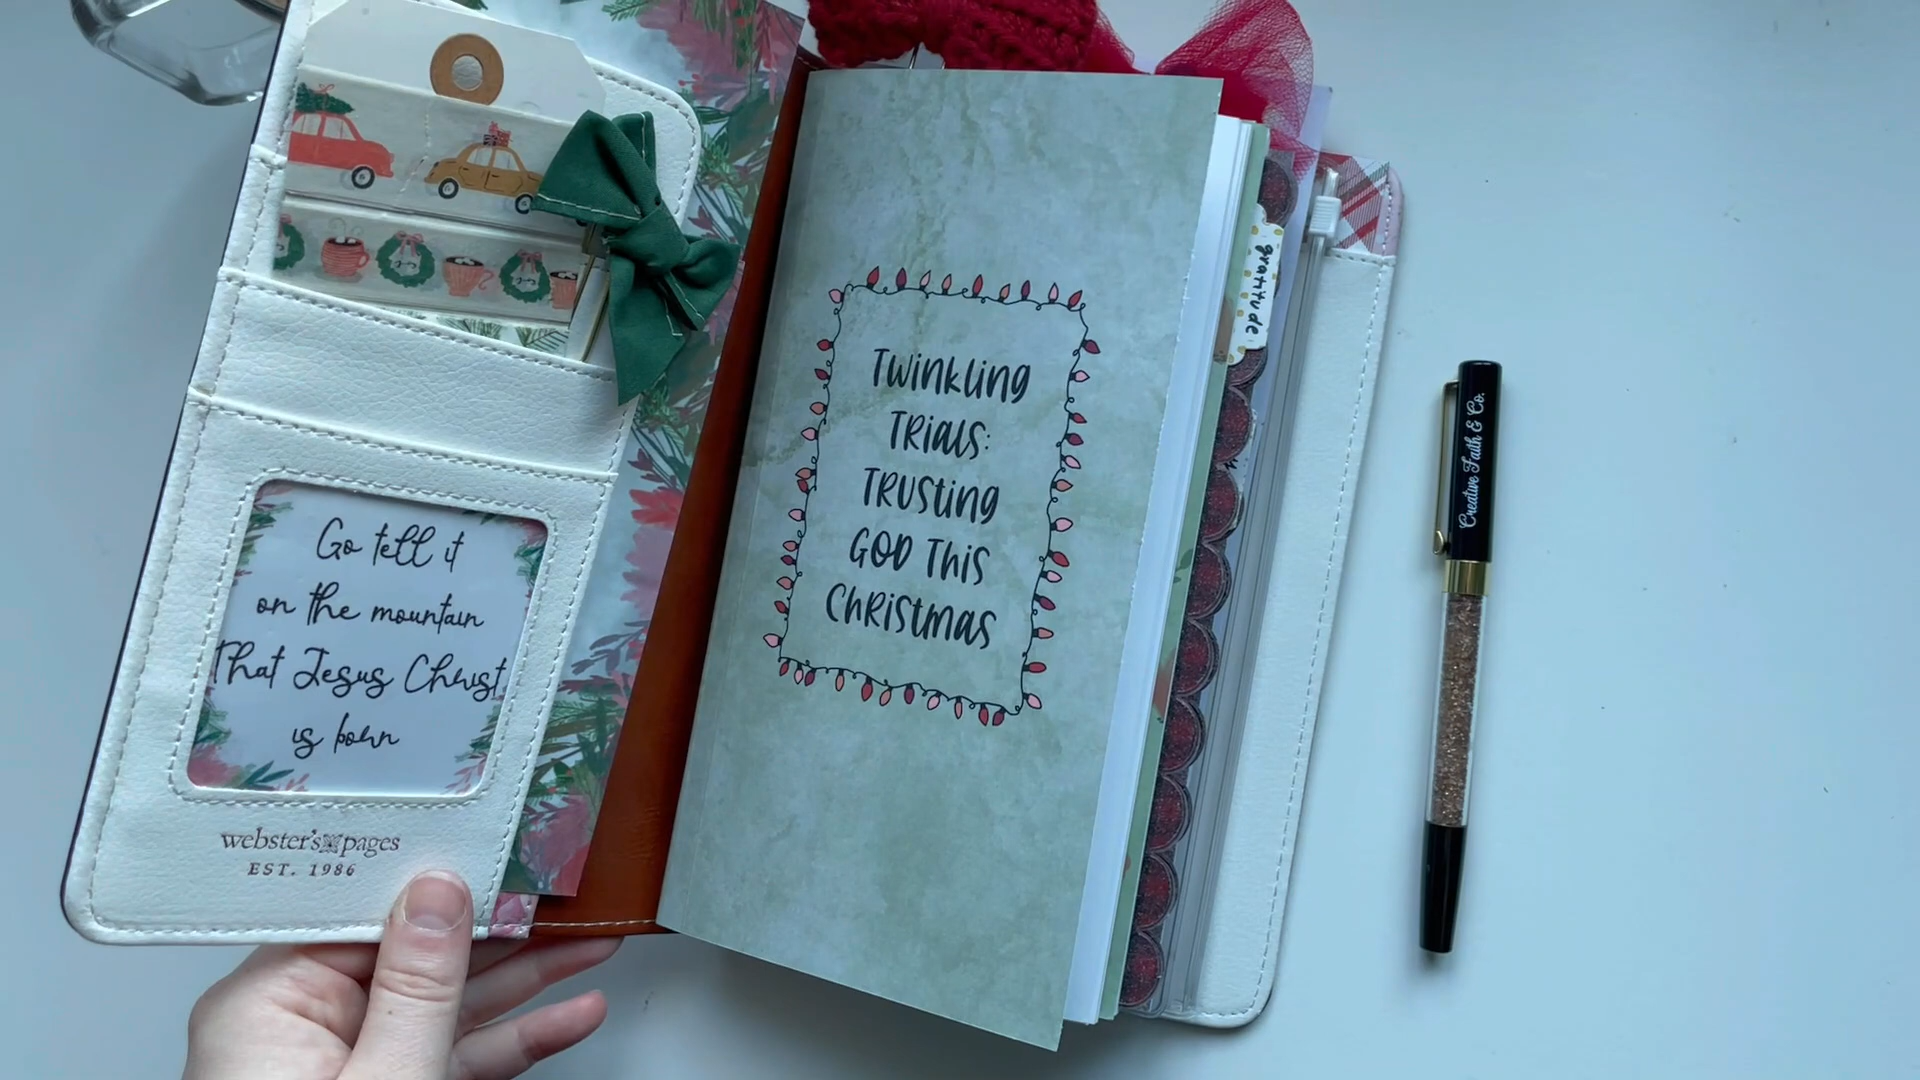 Go tell it
on the mountain
That Jesus Christ
is born
webster's pages
EST. 1986
Twinkling
Trials:
Trusting
God This
Christmas
gratitude
Creative Faith & Co.